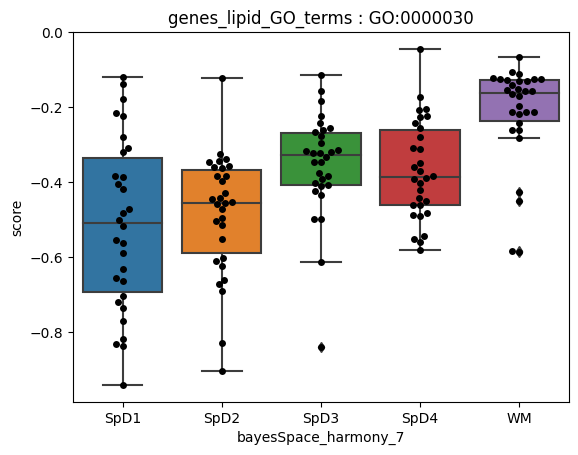 genes_lipid_GO_terms : GO:0000030
0.0
−0.2
−0.4
−0.6
−0.8
score
SpD1 SpD2 SpD3 SpD4 WM
bayesSpace_harmony_7